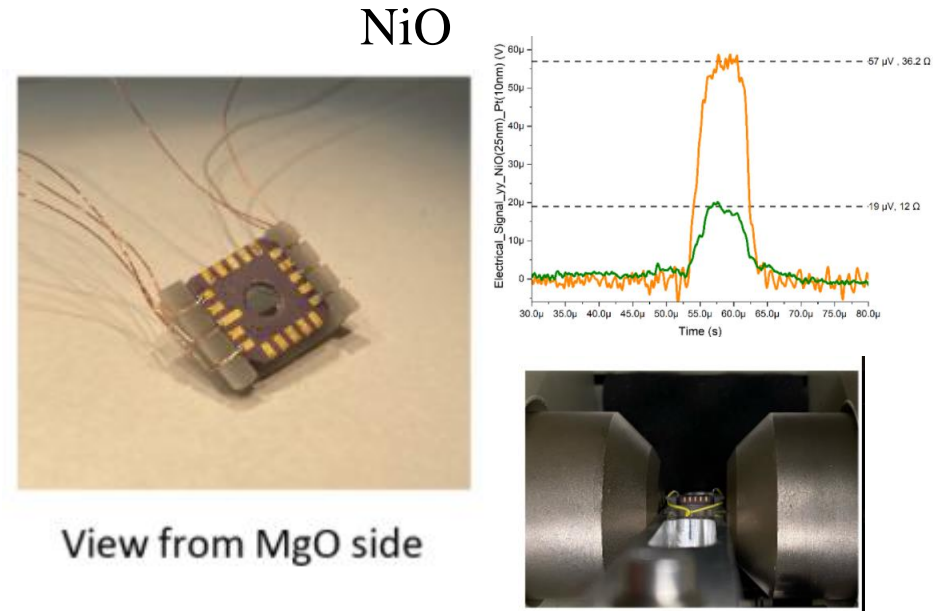 NiO
Electrical_Signal_yy_NiO(25nm)_Pt(10nm) (V)
60µ
50µ
40µ
30µ
20µ
10µ
0
57 µV , 36.2 Ω
19 µV, 12 Ω
30.0µ 35.0µ 40.0µ 45.0µ 50.0µ 55.0µ 60.0µ 65.0µ 70.0µ 75.0µ 80.0µ
Time (s)
View from MgO side